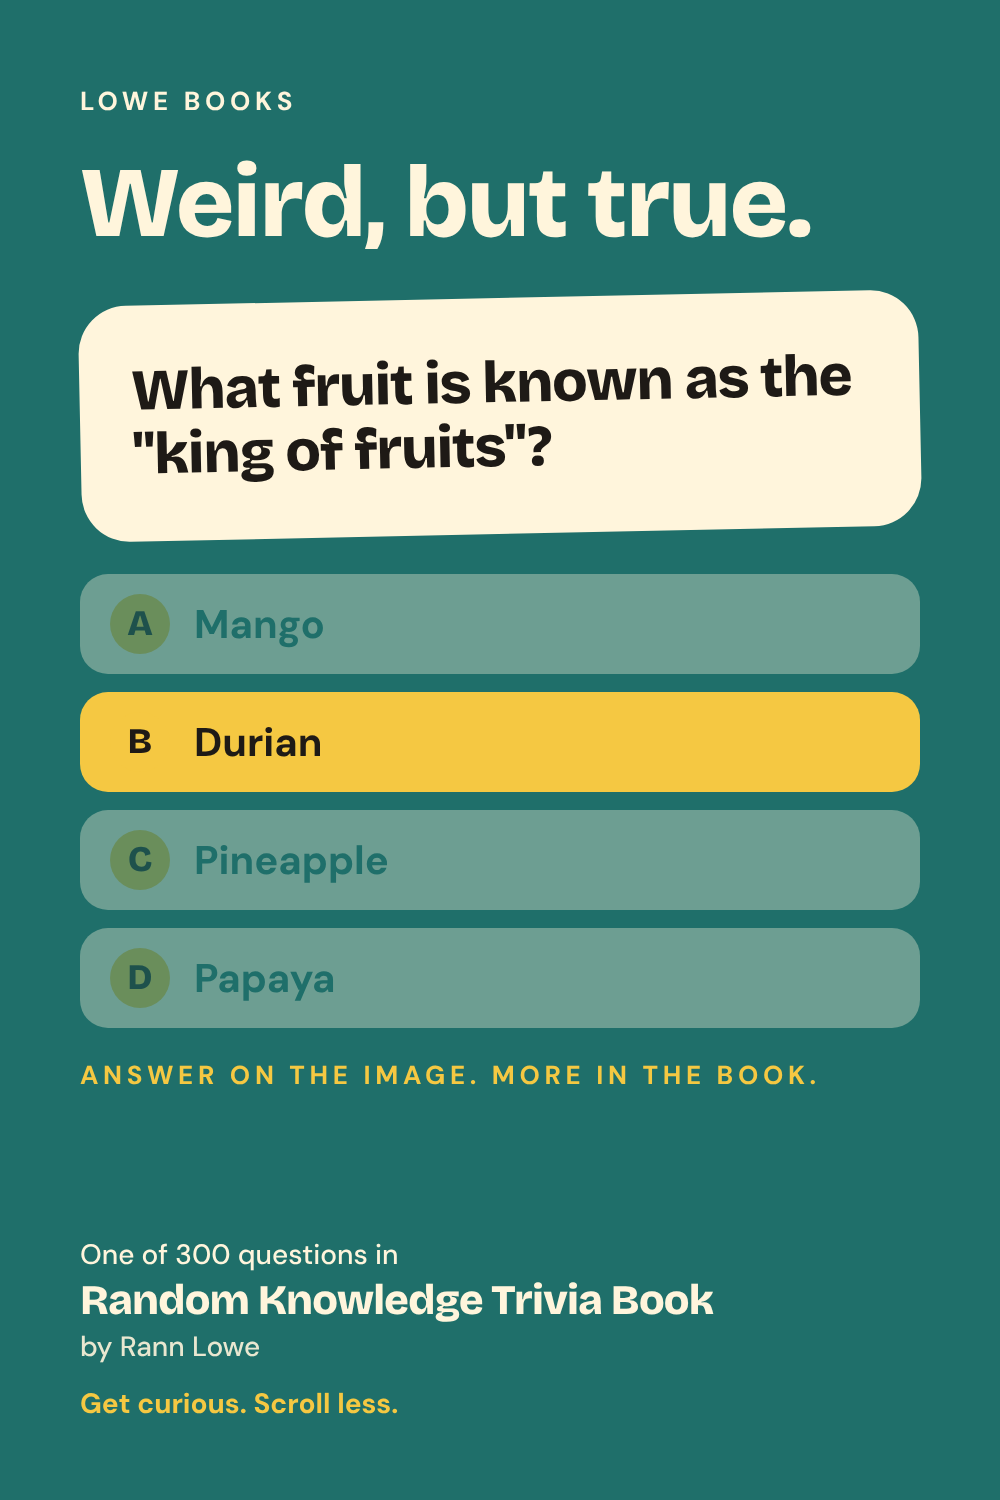 LOWE BOOKS
Weird, but true.
What fruit is known as the
"king of fruits"?
A Mango
B Durian
C Pineapple
D Papaya
ANSWER ON THE IMAGE. MORE IN THE BOOK.
One of 300 questions in
Random Knowledge Trivia Book
by Rann Lowe
Get curious. Scroll less.